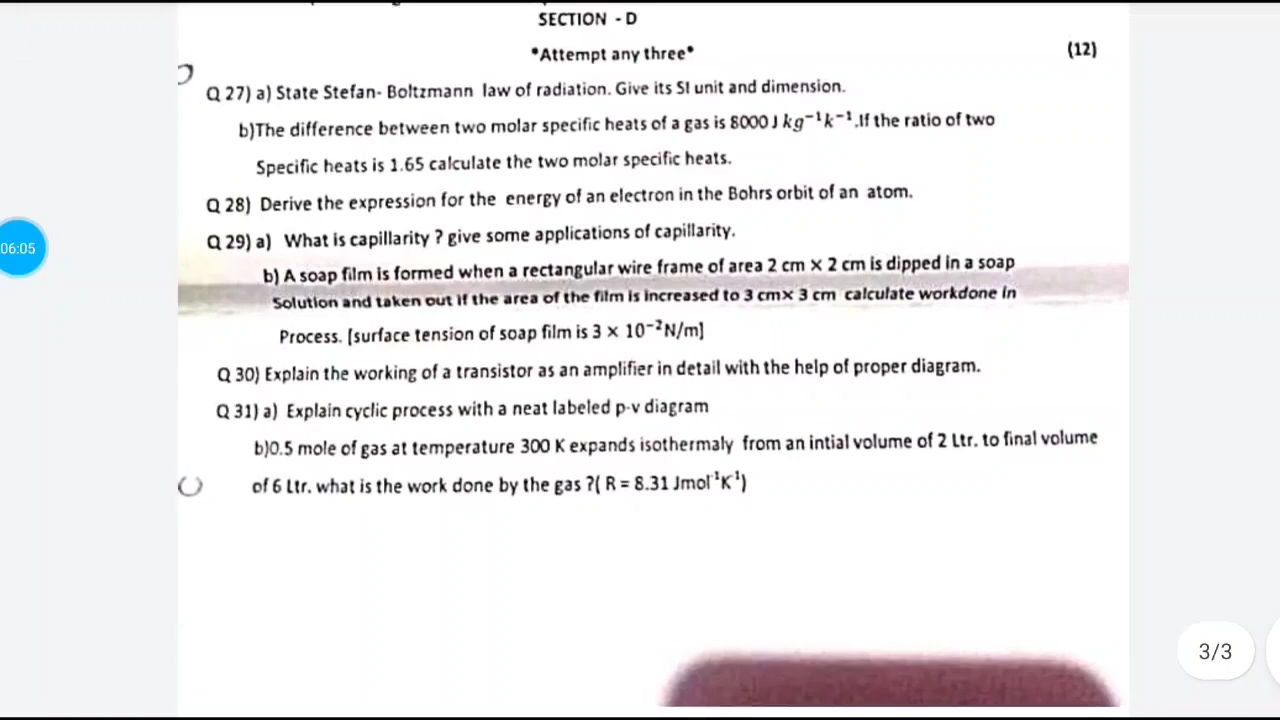 SECTION - D
*Attempt any three*
(12)
Q 27) a) State Stefan- Boltzmann law of radiation. Give its SI unit and dimension.
b)The difference between two molar specific heats of a gas is 8000 J kg⁻¹k⁻¹.If the ratio of two
Specific heats is 1.65 calculate the two molar specific heats.
Q 28) Derive the expression for the energy of an electron in the Bohrs orbit of an atom.
Q 29) a) What is capillarity ? give some applications of capillarity.
b) A soap film is formed when a rectangular wire frame of area 2 cm × 2 cm is dipped in a soap
Solution and taken out if the area of the film is increased to 3 cm× 3 cm calculate workdone in
Process. [surface tension of soap film is 3 × 10⁻²N/m]
Q 30) Explain the working of a transistor as an amplifier in detail with the help of proper diagram.
Q 31) a) Explain cyclic process with a neat labeled p-v diagram
b)0.5 mole of gas at temperature 300 K expands isothermaly from an intial volume of 2 Ltr. to final volume
of 6 Ltr. what is the work done by the gas ?( R = 8.31 Jmol⁻¹K¹)
06:05
3/3